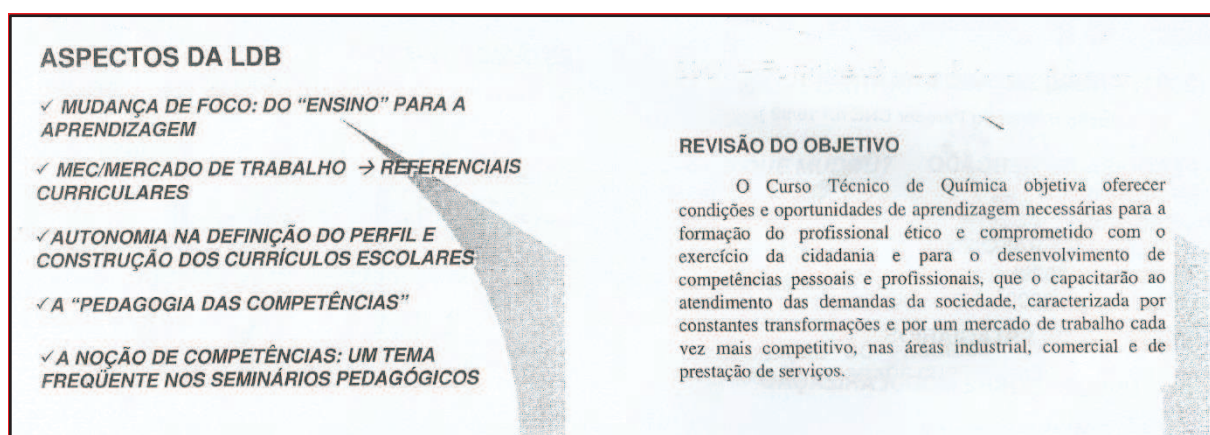 ASPECTOS DA LDB
✓ MUDANÇA DE FOCO: DO “ENSINO” PARA A
APRENDIZAGEM
✓ MEC/MERCADO DE TRABALHO → REFERENCIAIS
CURRICULARES
✓AUTONOMIA NA DEFINIÇÃO DO PERFIL E
CONSTRUÇÃO DOS CURRÍCULOS ESCOLARES
✓A “PEDAGOGIA DAS COMPETÊNCIAS”
✓A NOÇÃO DE COMPETÊNCIAS: UM TEMA
FREQÜENTE NOS SEMINÁRIOS PEDAGÓGICOS
REVISÃO DO OBJETIVO
O Curso Técnico de Química objetiva oferecer
condições e oportunidades de aprendizagem necessárias para a
formação do profissional ético e comprometido com o
exercício da cidadania e para o desenvolvimento de
competências pessoais e profissionais, que o capacitarão ao
atendimento das demandas da sociedade, caracterizada por
constantes transformações e por um mercado de trabalho cada
vez mais competitivo, nas áreas industrial, comercial e de
prestação de serviços.